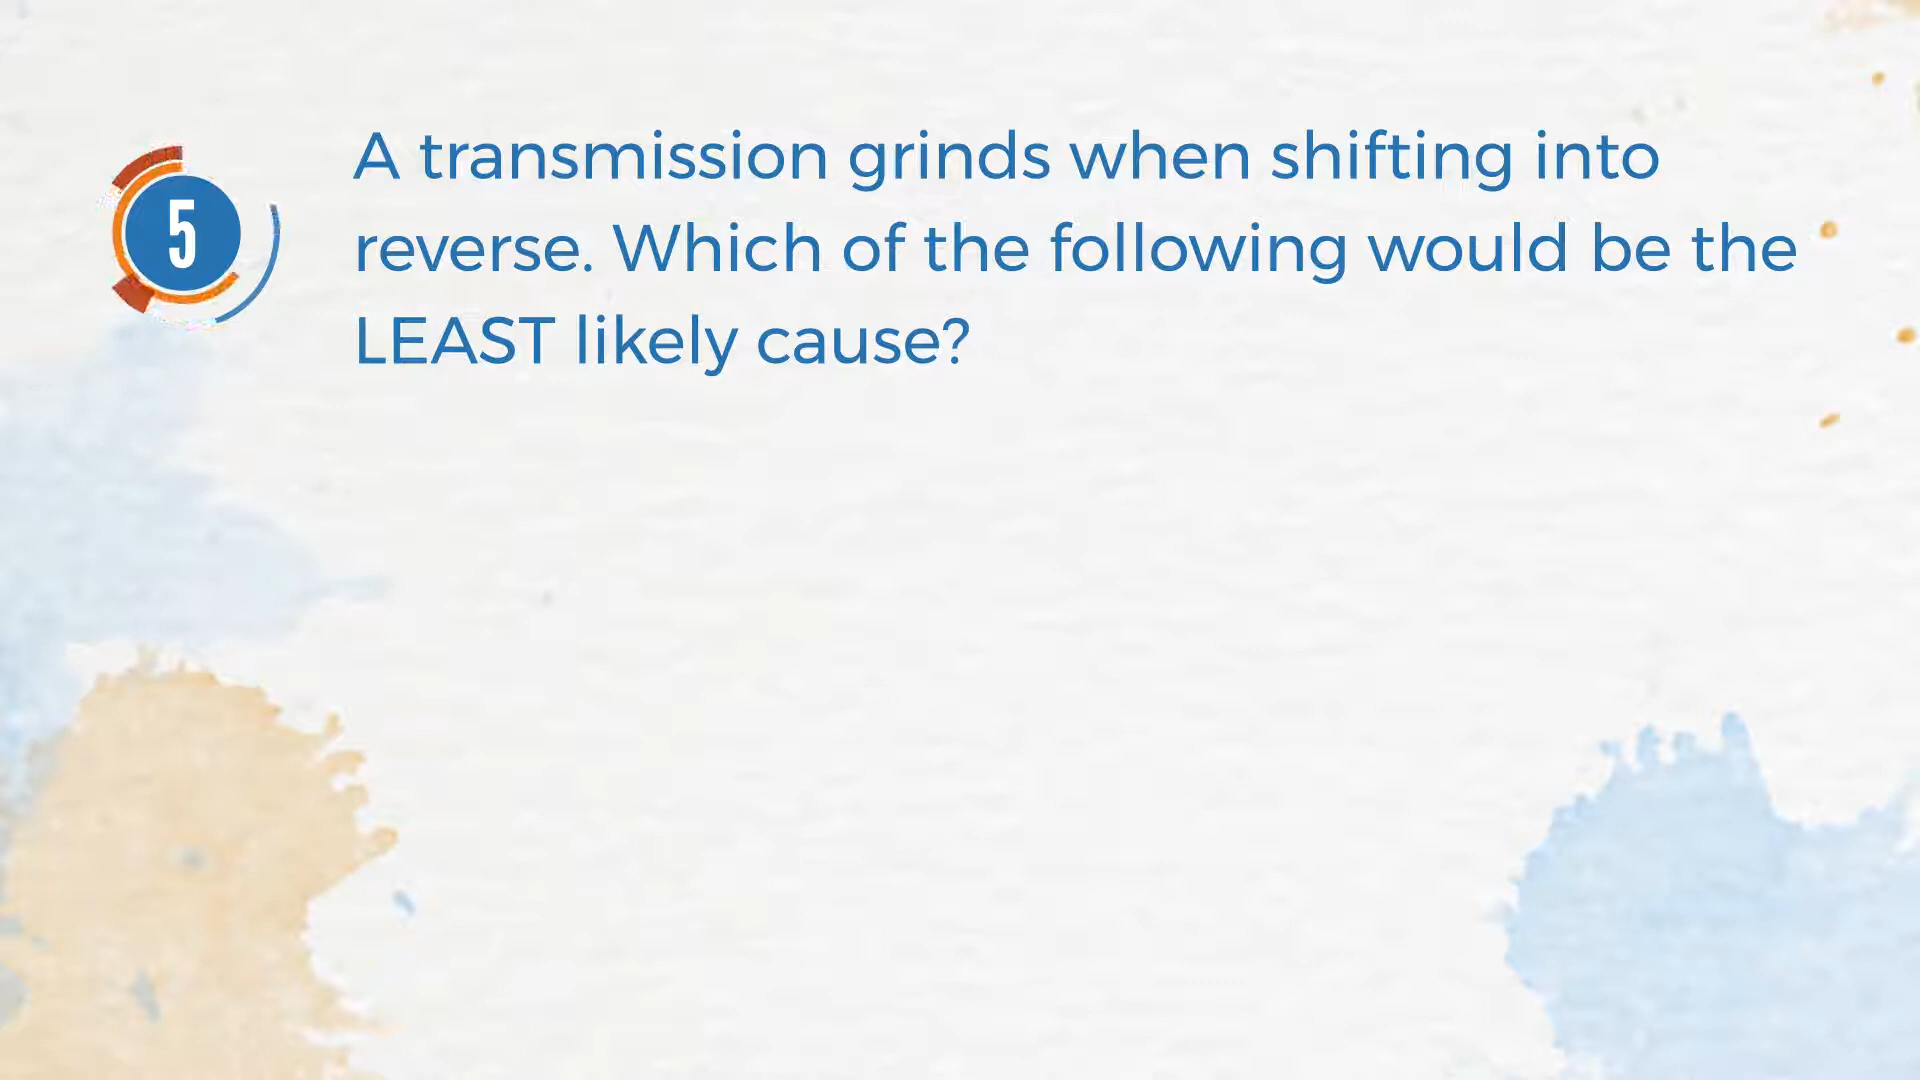 5
A transmission grinds when shifting into
reverse. Which of the following would be the
LEAST likely cause?